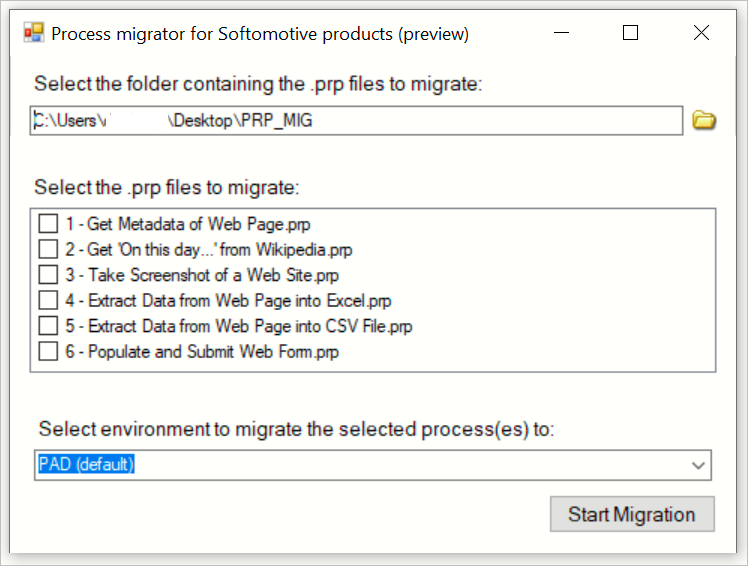 Process migrator for Softomotive products (preview)
Select the folder containing the .prp files to migrate:
C:\Users\ \Desktop\PRP_MIG
Select the .prp files to migrate:
1 - Get Metadata of Web Page.prp
2 - Get 'On this day...' from Wikipedia.prp
3 - Take Screenshot of a Web Site.prp
4 - Extract Data from Web Page into Excel.prp
5 - Extract Data from Web Page into CSV File.prp
6 - Populate and Submit Web Form.prp
Select environment to migrate the selected process(es) to:
PAD (default)
Start Migration